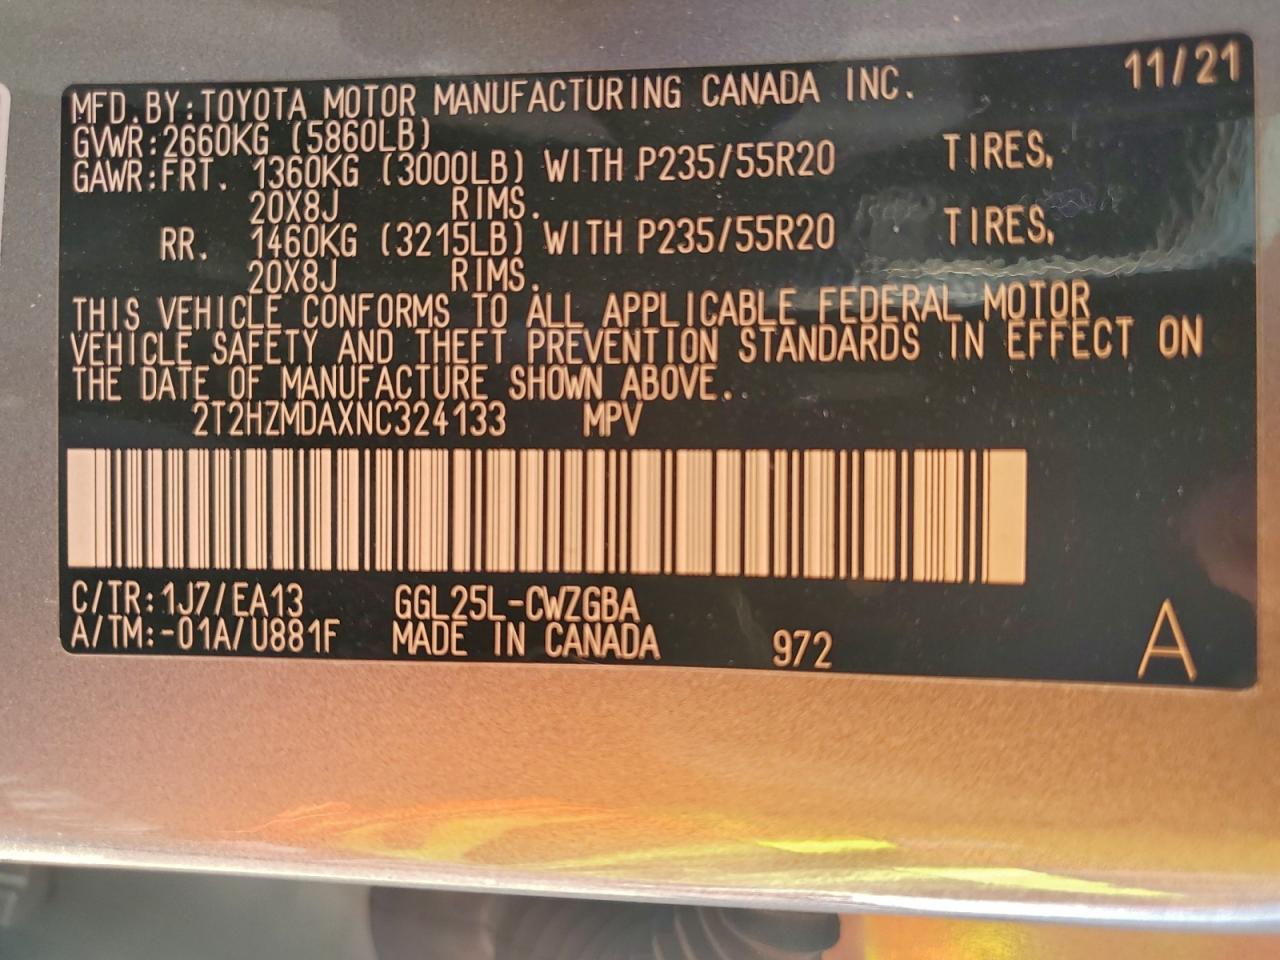 11/21
MFD.BY:TOYOTA MOTOR MANUFACTURING CANADA INC.
GVWR:2660KG (5860LB)
GAWR:FRT. 1360KG (3000LB) WITH P235/55R20 TIRES,
20X8J RIMS.
RR. 1460KG (3215LB) WITH P235/55R20 TIRES,
20X8J RIMS.
THIS VEHICLE CONFORMS TO ALL APPLICABLE FEDERAL MOTOR
VEHICLE SAFETY AND THEFT PREVENTION STANDARDS IN EFFECT ON
THE DATE OF MANUFACTURE SHOWN ABOVE.
2T2HZMDAXNC324133 MPV
C/TR:1J7/EA13 GGL25L-CWZGBA
A/TM:-01A/U881F MADE IN CANADA 972 A